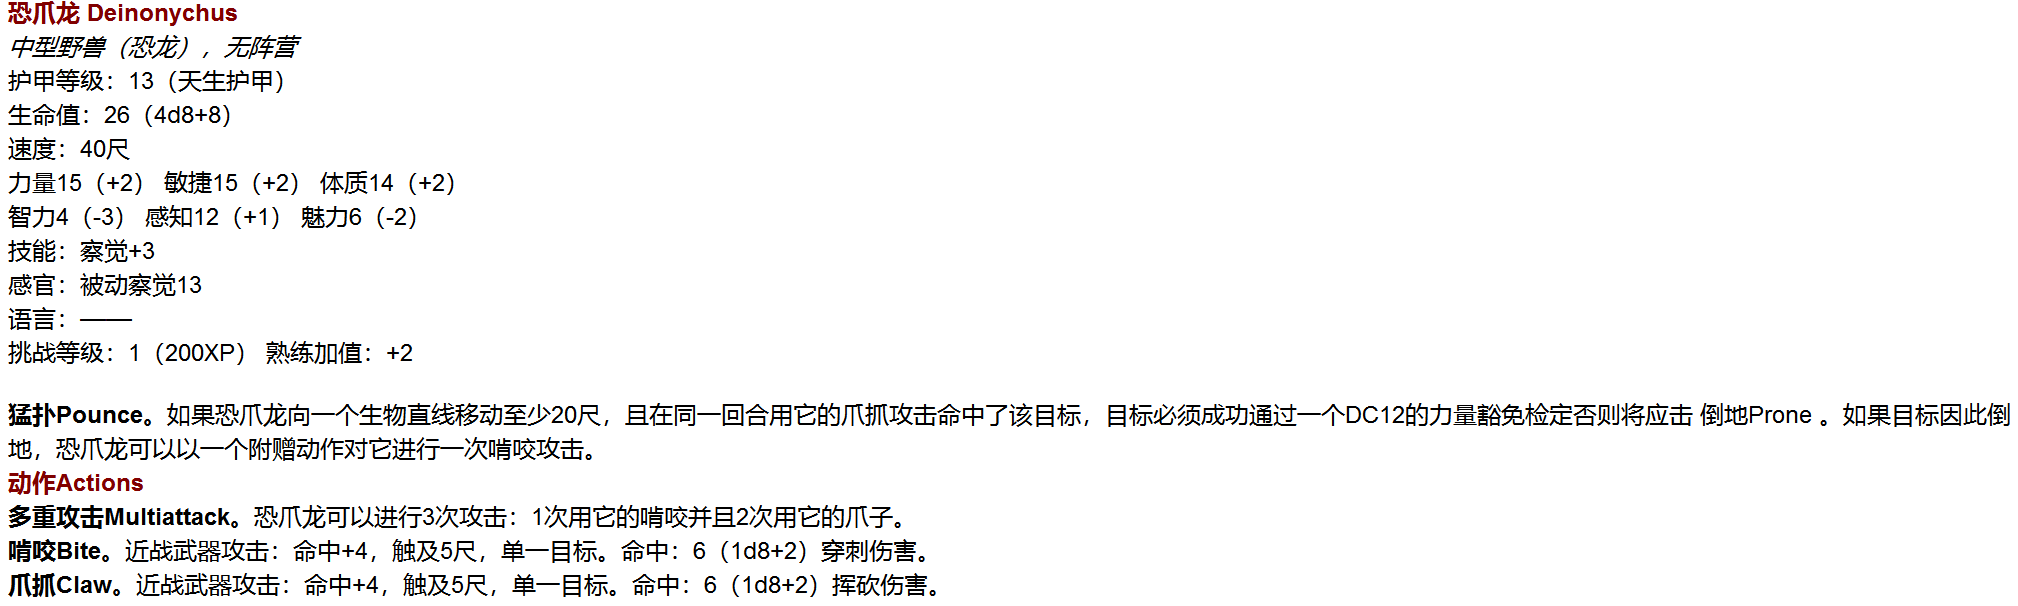 恐爪龙 Deinonychus
中型野兽（恐龙），无阵营
护甲等级：13（天生护甲）
生命值：26（4d8+8）
速度：40尺
力量15（+2） 敏捷15（+2） 体质14（+2）
智力4（-3） 感知12（+1） 魅力6（-2）
技能：察觉+3
感官：被动察觉13
语言：——
挑战等级：1（200XP） 熟练加值：+2
猛扑Pounce。如果恐爪龙向一个生物直线移动至少20尺，且在同一回合用它的爪抓攻击命中了该目标，目标必须成功通过一个DC12的力量豁免检定否则将应击 倒地Prone 。如果目标因此倒
地，恐爪龙可以以一个附赠动作对它进行一次啃咬攻击。
动作Actions
多重攻击Multiattack。恐爪龙可以进行3次攻击：1次用它的啃咬并且2次用它的爪子。
啃咬Bite。近战武器攻击：命中+4，触及5尺，单一目标。命中：6（1d8+2）穿刺伤害。
爪抓Claw。近战武器攻击：命中+4，触及5尺，单一目标。命中：6（1d8+2）挥砍伤害。